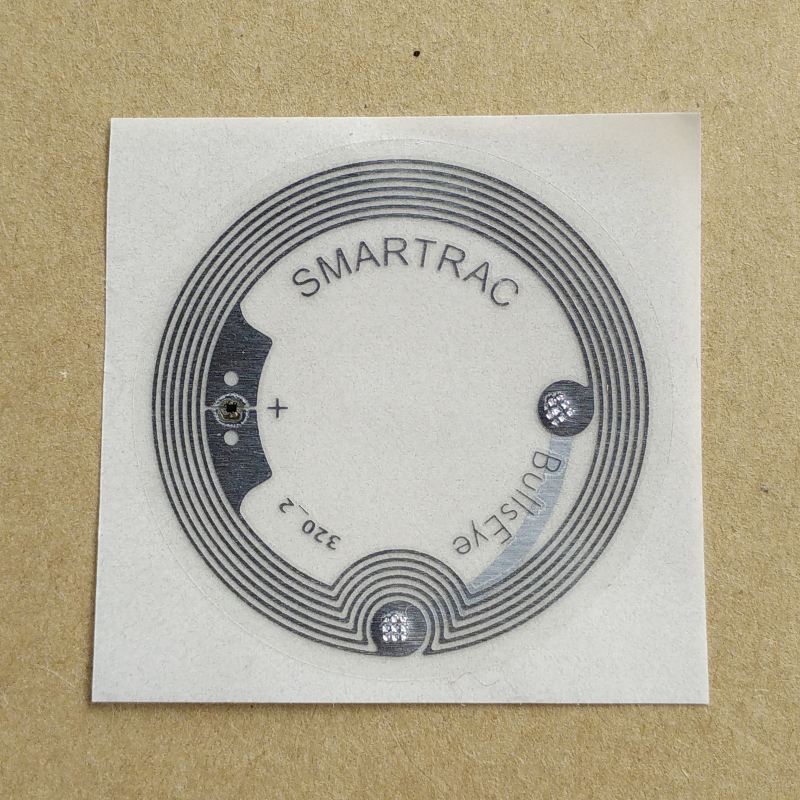 SMARTRAC
+
BullsEye
320_2